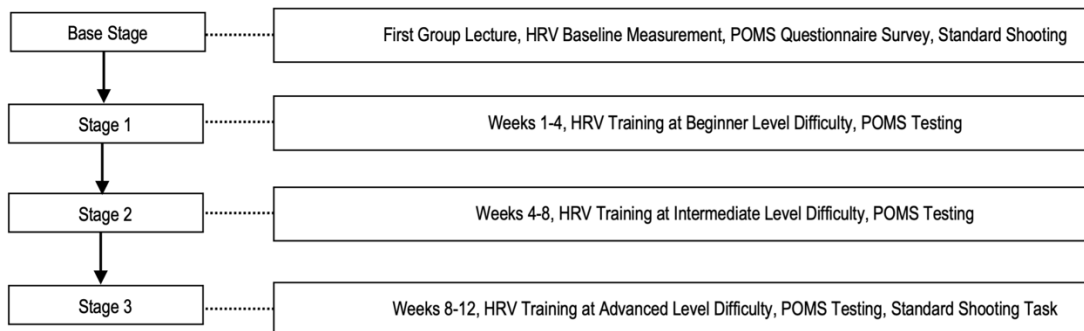 Base Stage
First Group Lecture, HRV Baseline Measurement, POMS Questionnaire Survey, Standard Shooting
Stage 1
Weeks 1-4, HRV Training at Beginner Level Difficulty, POMS Testing
Stage 2
Weeks 4-8, HRV Training at Intermediate Level Difficulty, POMS Testing
Stage 3
Weeks 8-12, HRV Training at Advanced Level Difficulty, POMS Testing, Standard Shooting Task